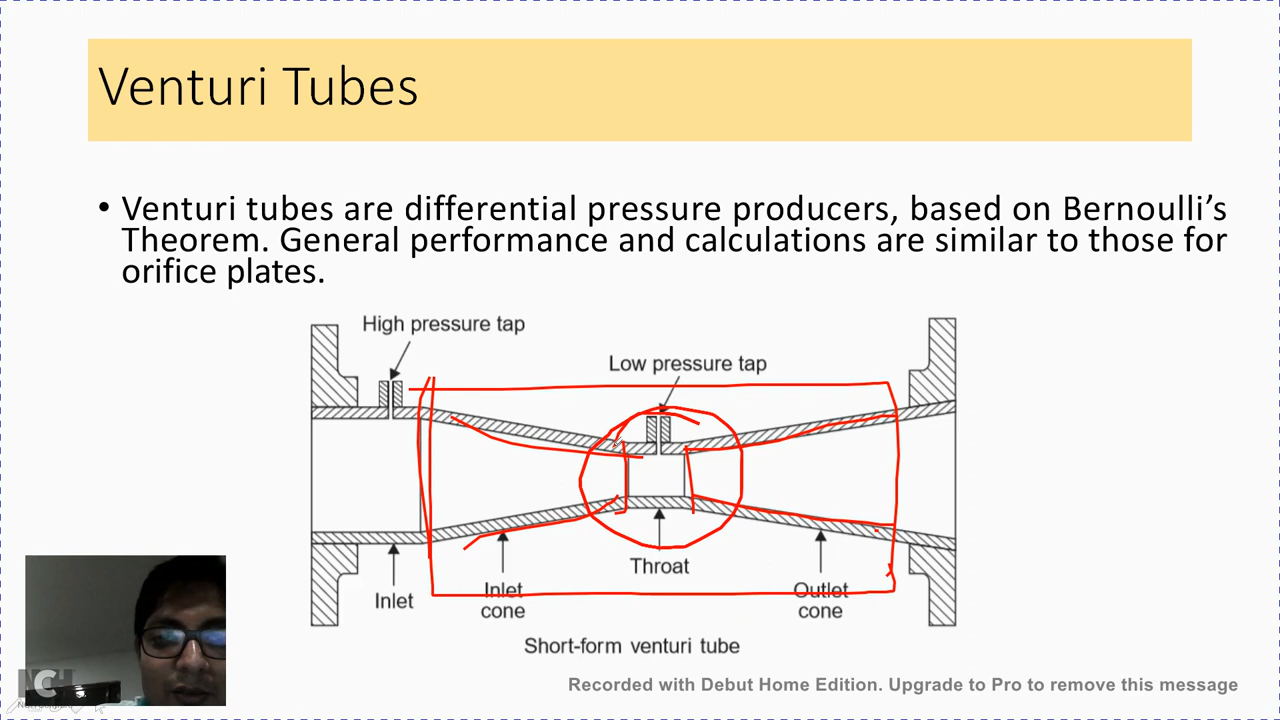 Venturi Tubes
• Venturi tubes are differential pressure producers, based on Bernoulli’s
Theorem. General performance and calculations are similar to those for
orifice plates.
High pressure tap
Low pressure tap
Throat
Inlet
Inlet
cone
Outlet
cone
Short-form venturi tube
Recorded with Debut Home Edition. Upgrade to Pro to remove this message